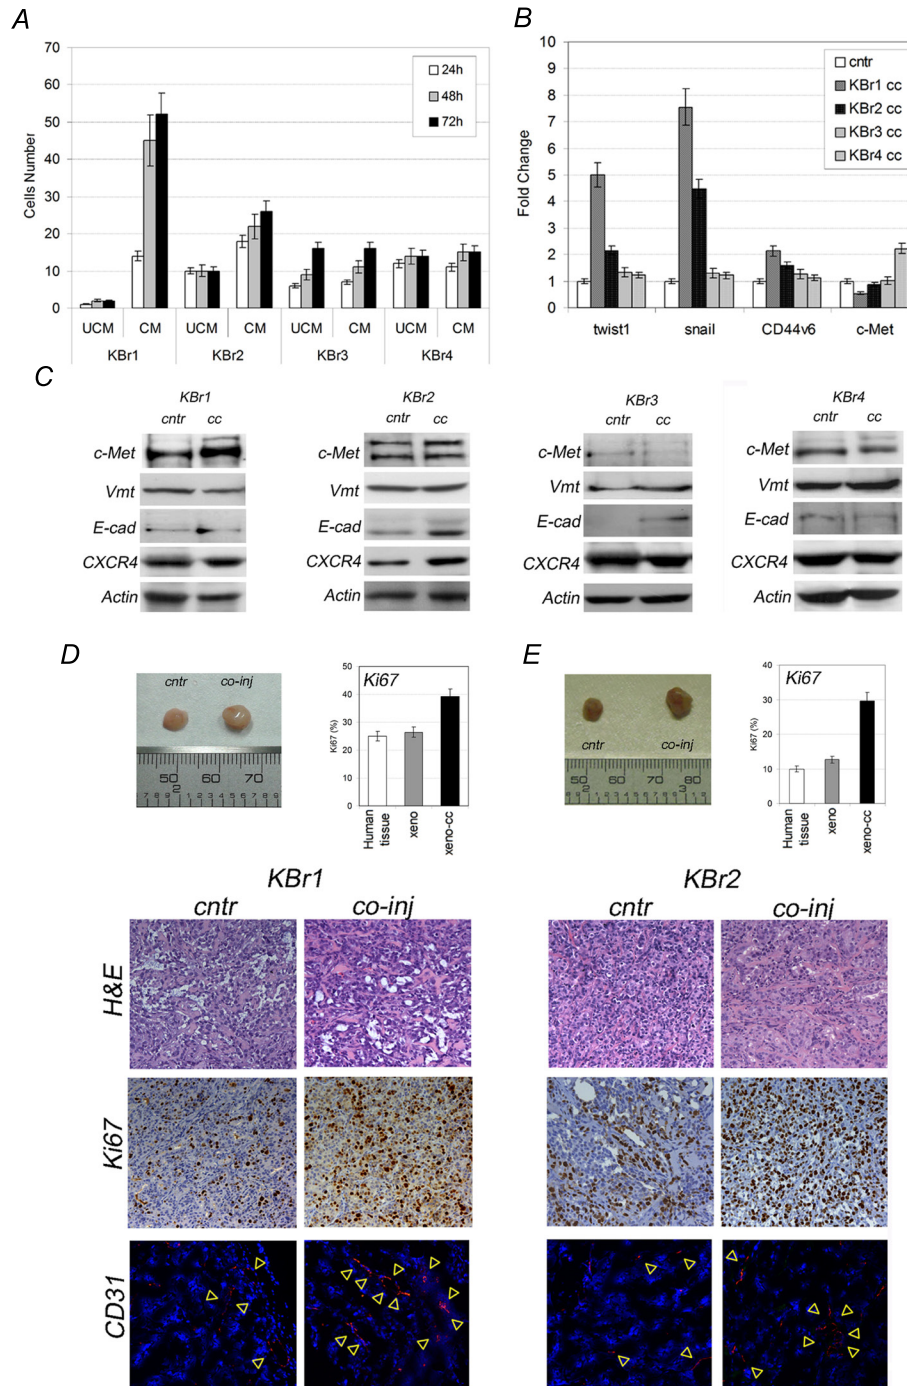 A
70
60
50
40
30
20
10
0
Cells Number
24h
48h
72h
UCM CM UCM CM UCM CM UCM CM
KBr1 KBr2 KBr3 KBr4
B
10
9
8
7
6
5
4
3
2
1
0
Fold Change
cntr
KBr1 cc
KBr2 cc
KBr3 cc
KBr4 cc
twist1 snail CD44v6 c-Met
C
KBr1
cntr cc
c-Met
Vmt
E-cad
CXCR4
Actin
KBr2
cntr cc
c-Met
Vmt
E-cad
CXCR4
Actin
KBr3
cntr cc
c-Met
Vmt
E-cad
CXCR4
Actin
KBr4
cntr cc
c-Met
Vmt
E-cad
CXCR4
Actin
D
cntr co-inj
50 60 70
2
Ki67
50
40
30
20
10
0
Ki67 (%)
Human tissue
xeno
xeno-cc
E
cntr co-inj
50 60 70 80
2 3
Ki67
40
30
20
10
0
Ki67 (%)
Human tissue
xeno
xeno-cc
KBr1
cntr co-inj
KBr2
cntr co-inj
H&E
Ki67
CD31